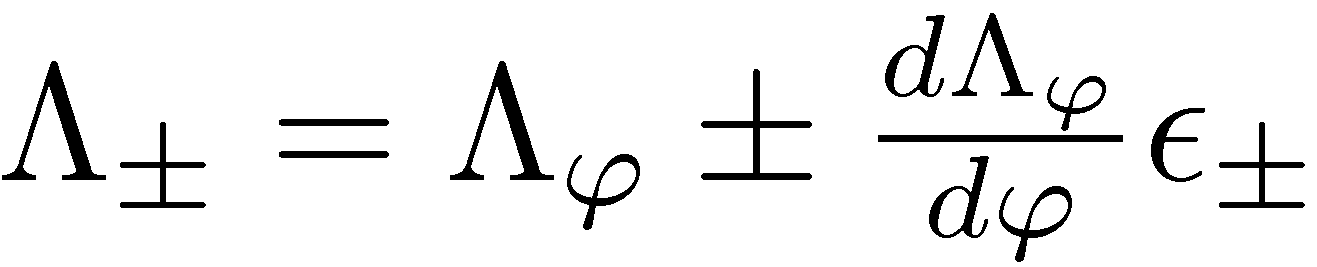 Λ± = Λφ ± dΛφ/dφ ϵ±